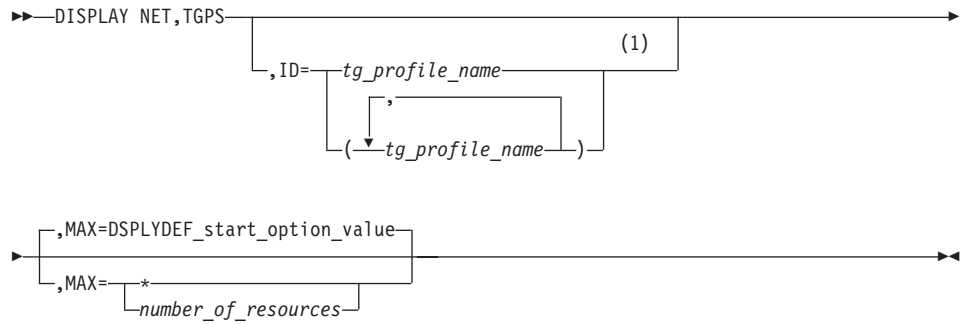 DISPLAY NET,TGPS
(1)
,ID= tg_profile_name
,
( tg_profile_name )
,MAX=DSPLYDEF_start_option_value
,MAX= *
number_of_resources